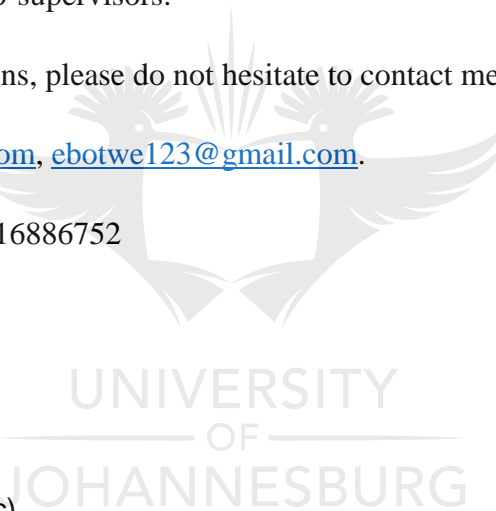 supervisors.
ns, please do not hesitate to contact me
om, ebotwe123@gmail.com.
16886752
UNIVERSITY
OF
JOHANNESBURG